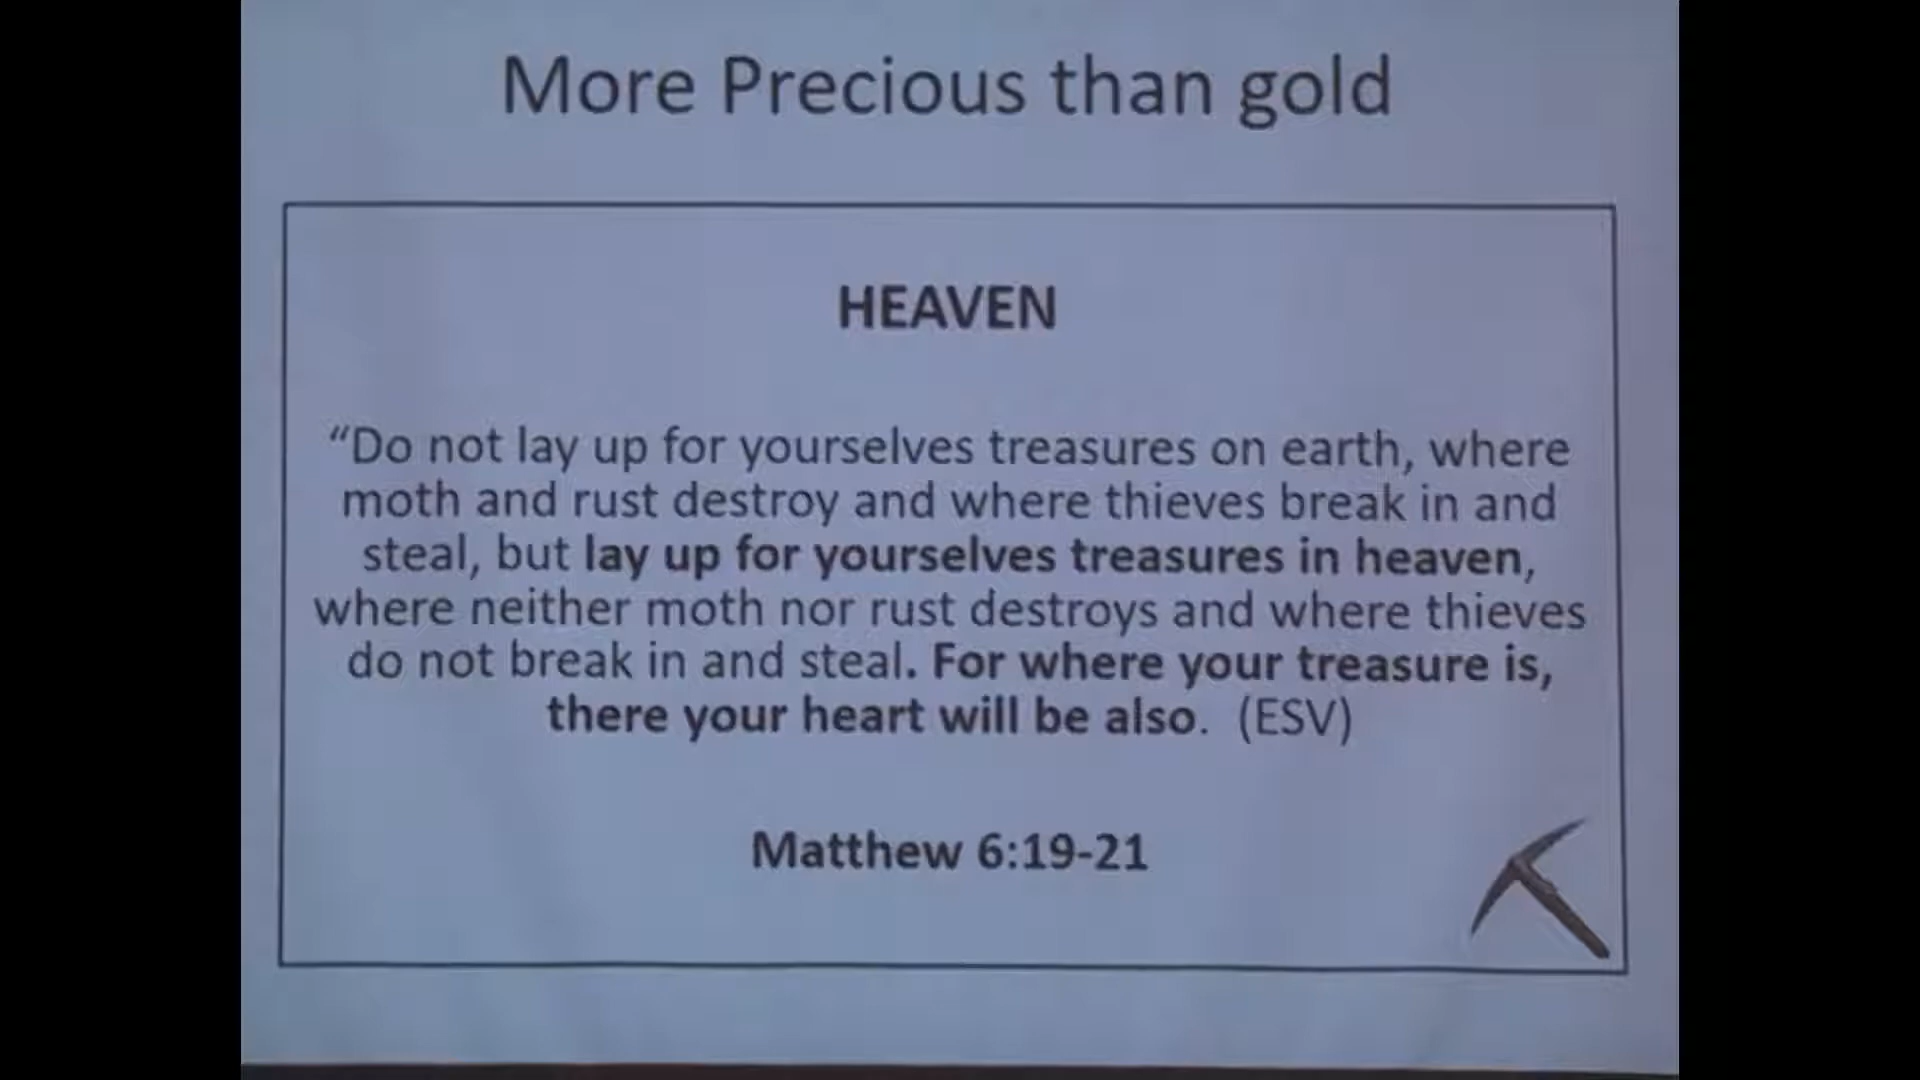 More Precious than gold
HEAVEN
“Do not lay up for yourselves treasures on earth, where
moth and rust destroy and where thieves break in and
steal, but lay up for yourselves treasures in heaven,
where neither moth nor rust destroys and where thieves
do not break in and steal. For where your treasure is,
there your heart will be also.  (ESV)
Matthew 6:19-21